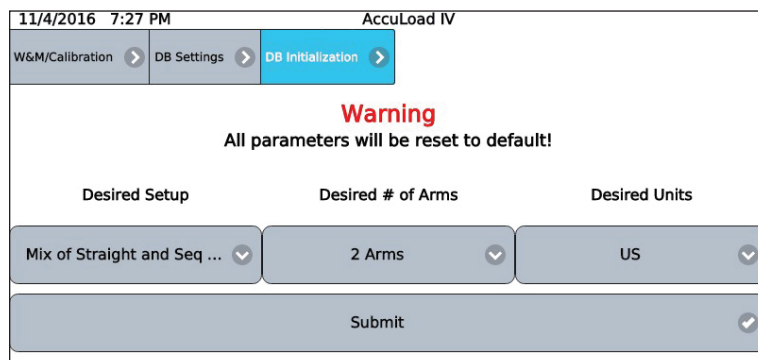 11/4/2016 7:27 PM AccuLoad IV
W&M/Calibration DB Settings DB Initialization
Warning
All parameters will be reset to default!
Desired Setup Desired # of Arms Desired Units
Mix of Straight and Seq ... 2 Arms US
Submit